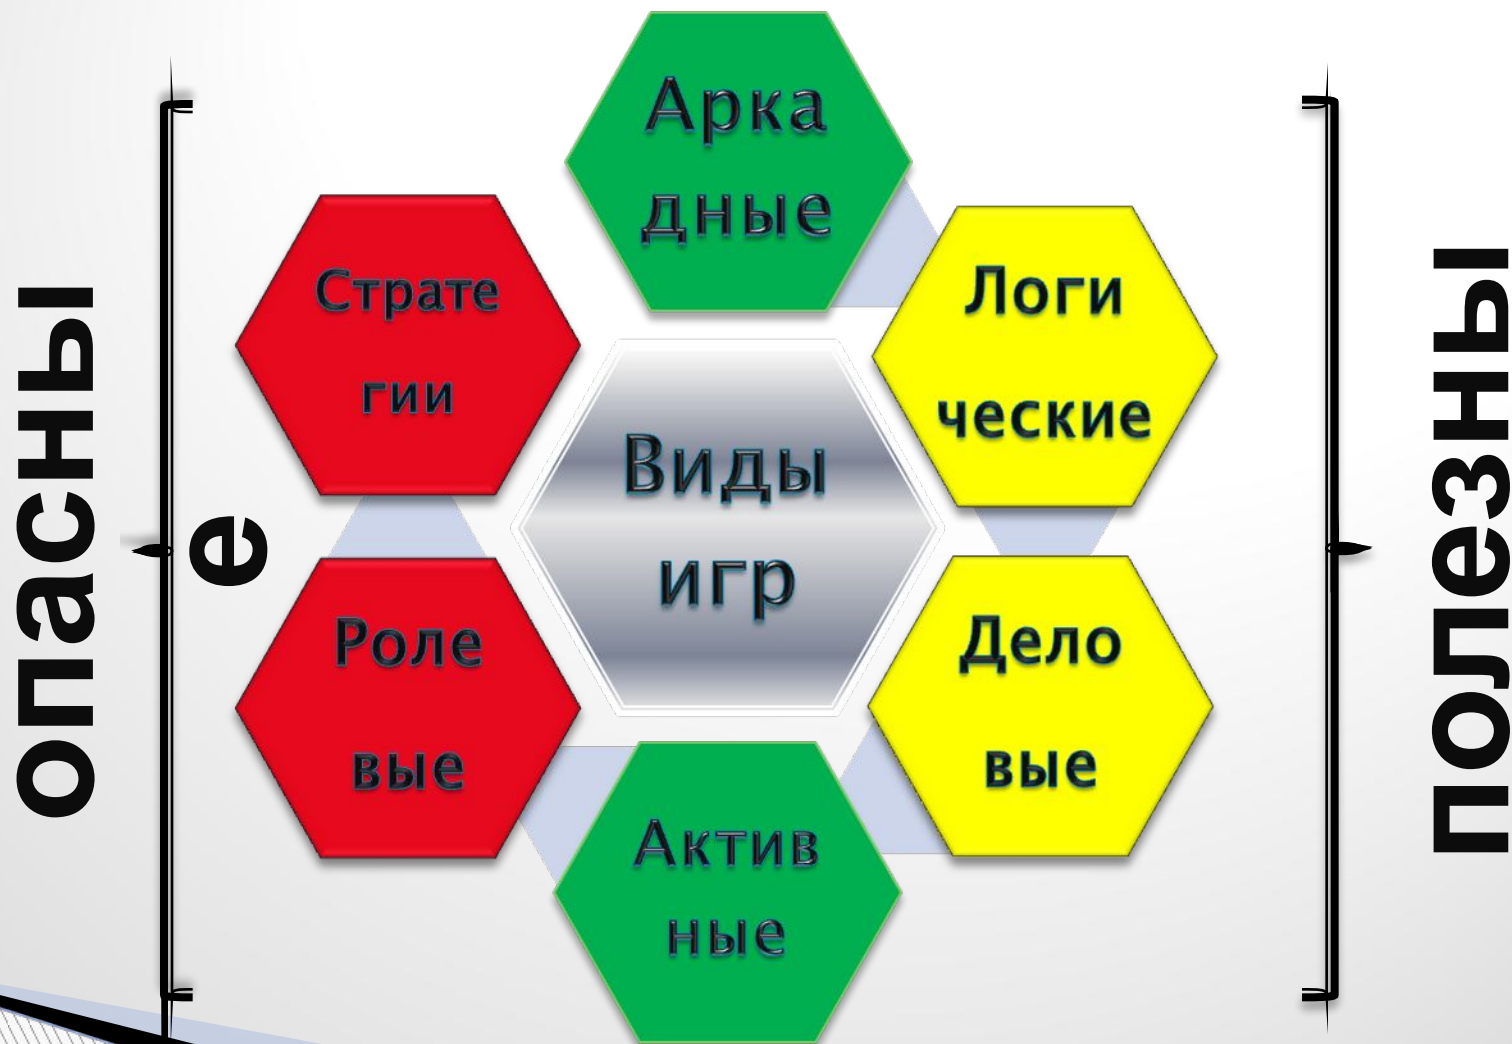 опасны
е
Арка
дные
Страте
гии
Логи
ческие
Виды
игр
Роле
вые
Дело
вые
Актив
ные
полезны